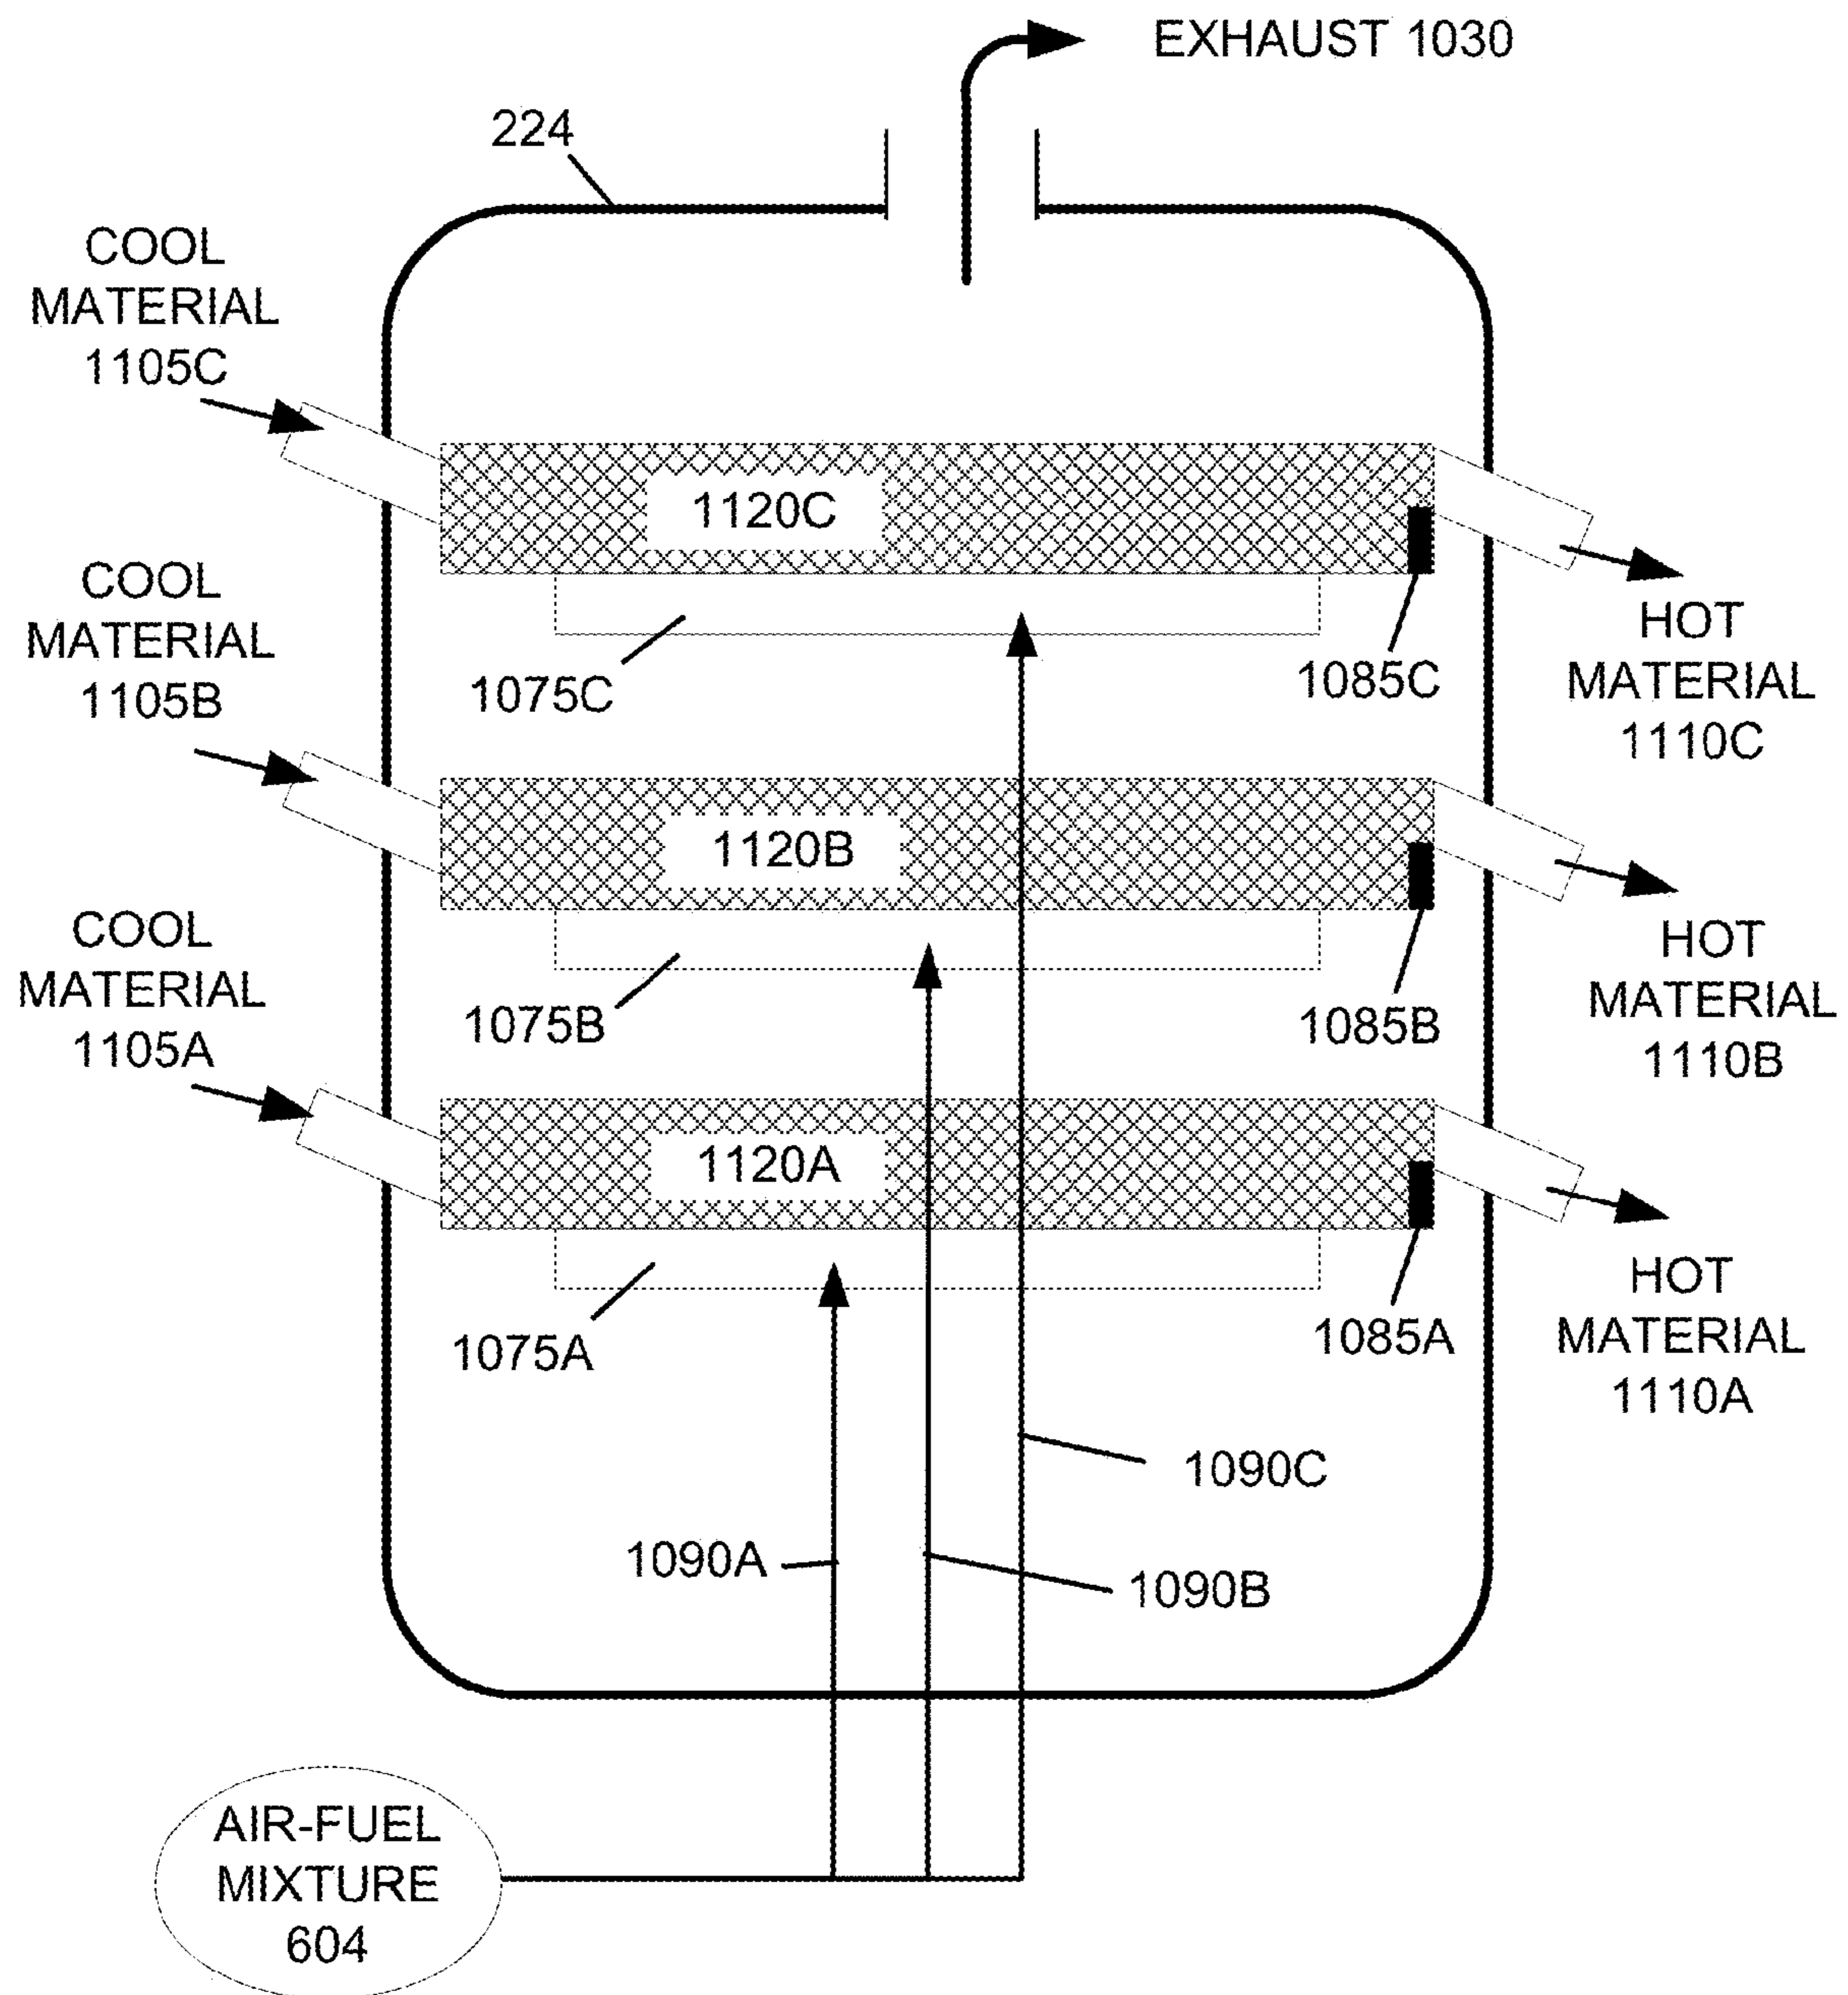 EXHAUST 1030
224
COOL
MATERIAL
1105C
1120C
1075C
1085C
HOT
MATERIAL
1110C
COOL
MATERIAL
1105B
1120B
1075B
1085B
HOT
MATERIAL
1110B
COOL
MATERIAL
1105A
1120A
1075A
1085A
HOT
MATERIAL
1110A
1090C
1090A
1090B
AIR-FUEL
MIXTURE
604